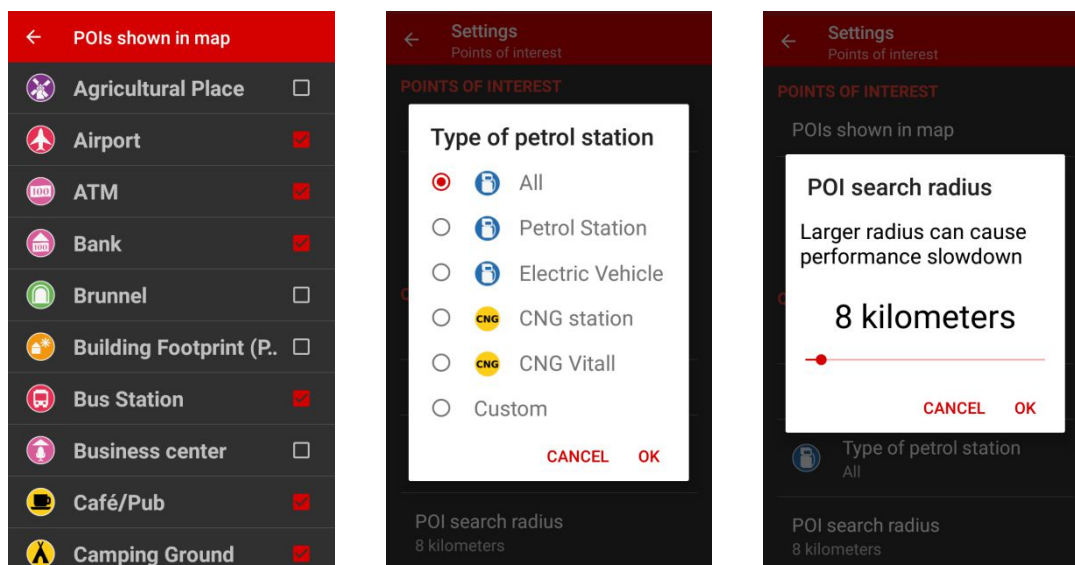 POIs shown in map
Agricultural Place
Airport
100
ATM
100
Bank
Brunnel
Building Footprint (P..
Bus Station
Business center
Café/Pub
Camping Ground
Settings
Points of interest
POINTS OF INTEREST
Type of petrol station
All
Petrol Station
Electric Vehicle
CNG
CNG station
CNG
CNG Vitall
Custom
CANCEL OK
POI search radius
8 kilometers
Settings
Points of interest
POINTS OF INTEREST
POIs shown in map
POI search radius
Larger radius can cause
performance slowdown
8 kilometers
CANCEL OK
Type of petrol station
All
POI search radius
8 kilometers